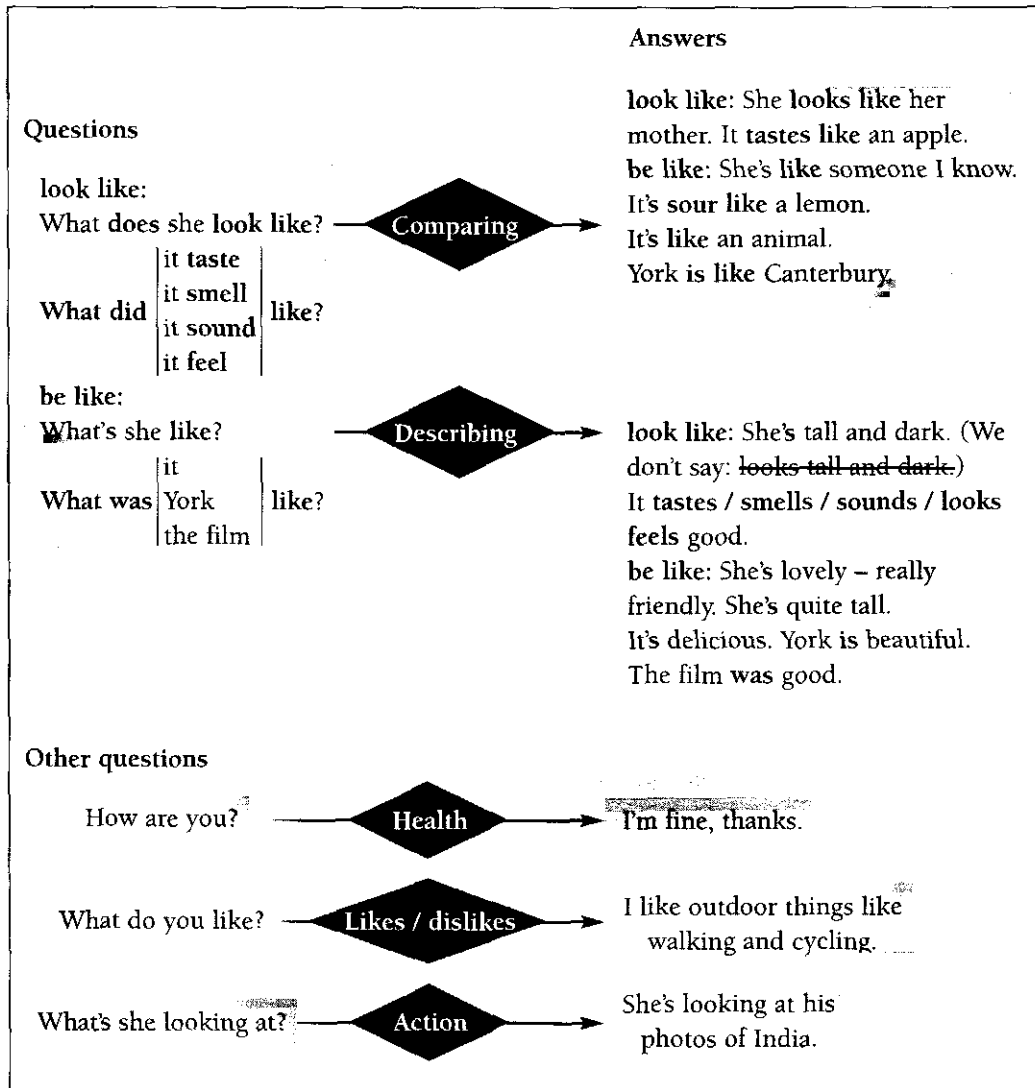 Questions
look like:
What does she look like?
What did
it taste
it smell
it sound
it feel
like?
be like:
What's she like?
What was
it
York
the film
like?
Comparing
Describing
Answers
look like: She looks like her
mother. It tastes like an apple.
be like: She's like someone I know.
It's sour like a lemon.
It's like an animal.
York is like Canterbury.
look like: She's tall and dark. (We
don't say: looks tall and dark.)
It tastes / smells / sounds / looks
feels good.
be like: She's lovely – really
friendly. She's quite tall.
It's delicious. York is beautiful.
The film was good.
Other questions
How are you?
Health
I'm fine, thanks.
What do you like?
Likes / dislikes
I like outdoor things like
walking and cycling.
What's she looking at?
Action
She's looking at his
photos of India.